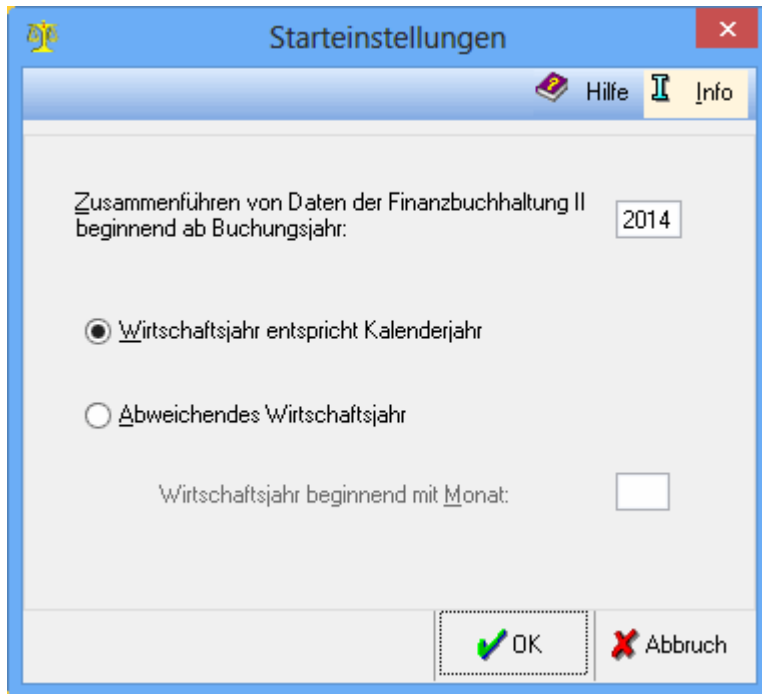 Starteinstellungen
Hilfe Info
Zusammenführen von Daten der Finanzbuchhaltung II
beginnend ab Buchungsjahr:
2014
Wirtschaftsjahr entspricht Kalenderjahr
Abweichendes Wirtschaftsjahr
Wirtschaftsjahr beginnend mit Monat:
OK Abbruch